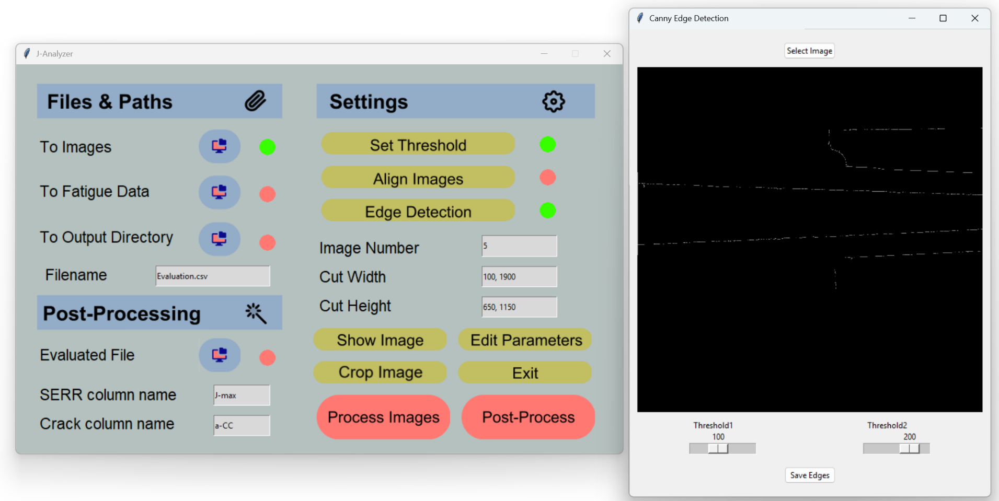 J-Analyzer
Files & Paths
To Images
To Fatigue Data
To Output Directory
Filename
Evaluation.csv
Post-Processing
Evaluated File
SERR column name
J-max
Crack column name
a-CC
Settings
Set Threshold
Align Images
Edge Detection
Image Number
5
Cut Width
100, 1900
Cut Height
650, 1150
Show Image
Edit Parameters
Crop Image
Exit
Process Images
Post-Process
Canny Edge Detection
Select Image
Threshold1
100
Threshold2
200
Save Edges